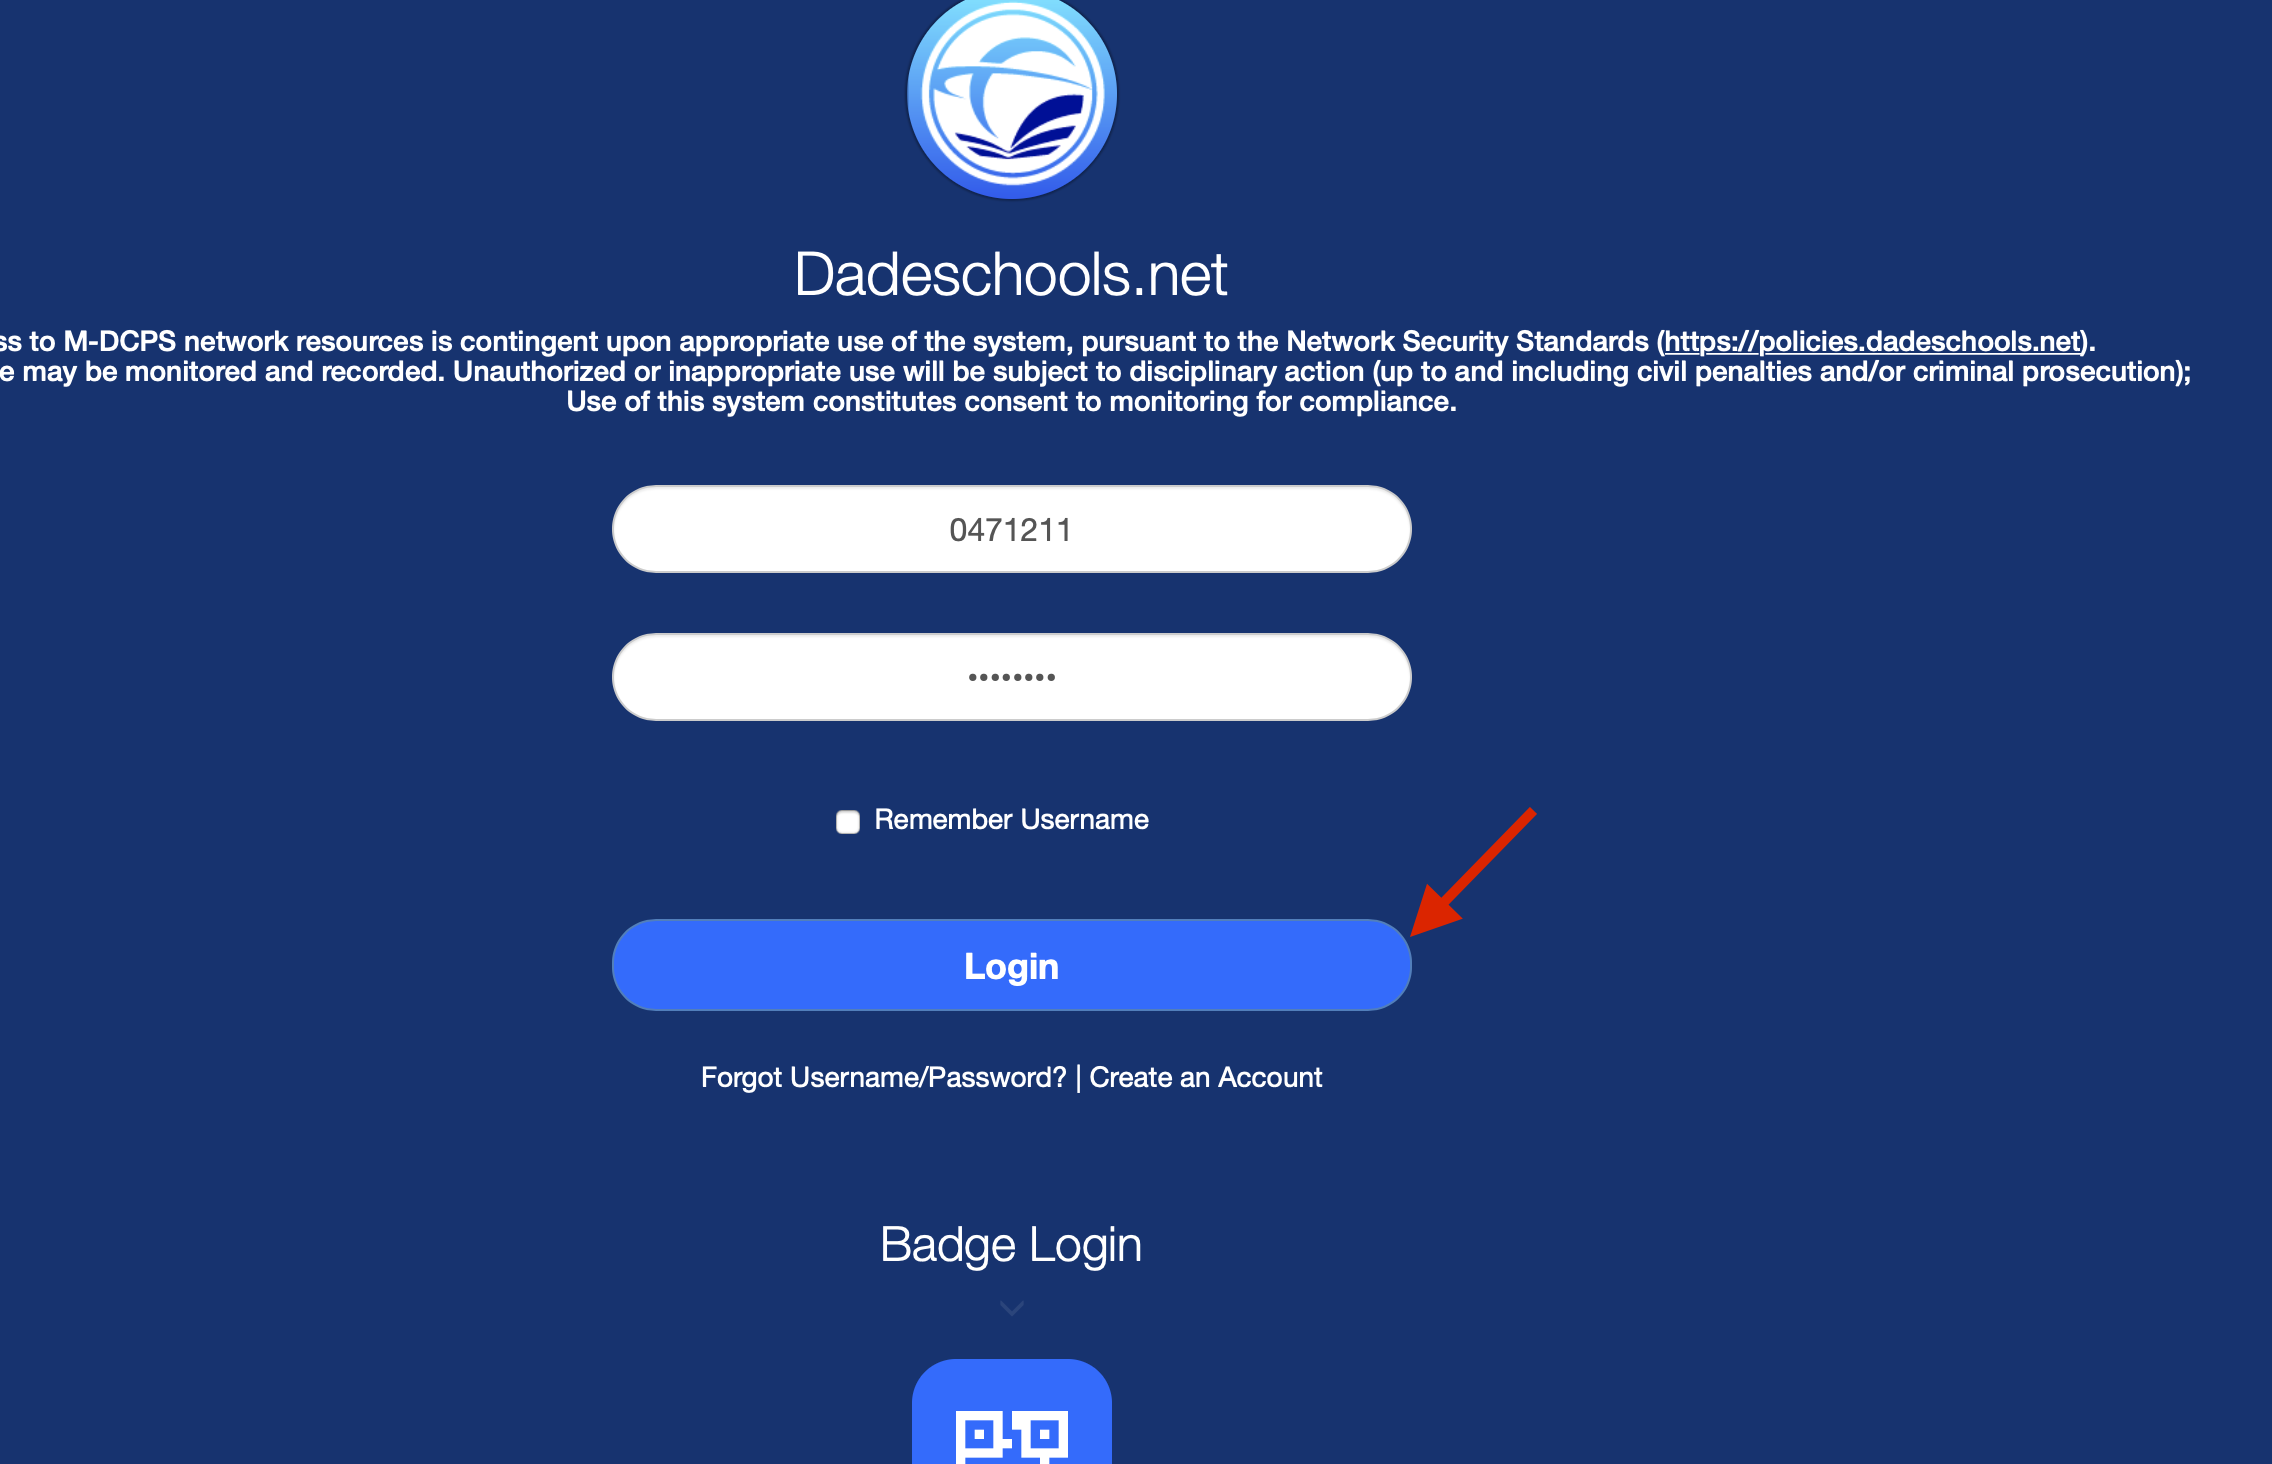 Dadeschools.net
ss to M-DCPS network resources is contingent upon appropriate use of the system, pursuant to the Network Security Standards (https://policies.dadeschools.net).
e may be monitored and recorded. Unauthorized or inappropriate use will be subject to disciplinary action (up to and including civil penalties and/or criminal prosecution);
Use of this system constitutes consent to monitoring for compliance.
0471211
••••••••
Remember Username
Login
Forgot Username/Password? | Create an Account
Badge Login